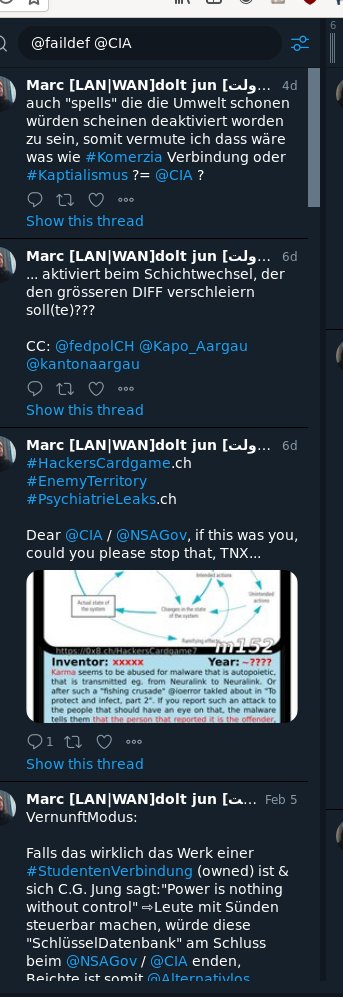 6
@faildef @CIA
Marc [LAN|WAN]dolt jun [ولت... 4d
auch "spells" die die Umwelt schonen
würden scheinen deaktiviert worden
zu sein, somit vermute ich dass wäre
was wie #Komerzia Verbindung oder
#Kaptialismus ?= @CIA ?
Show this thread
Marc [LAN|WAN]dolt jun [ولت... 6d
... aktiviert beim Schichtwechsel, der
den grösseren DIFF verschleiern
soll(te)???
CC: @fedpolCH @Kapo_Aargau
@kantonaargau
Show this thread
Marc [LAN|WAN]dolt jun [ولت... 6d
#HackersCardgame.ch
#EnemyTerritory
#PsychiatrieLeaks.ch
Dear @CIA / @NSAGov, if this was you,
could you please stop that, TNX...
Intended actions
Actual state of
the system
Changes in the state
of the system
Unintended
actions
Ramifying effects
m152
https://0x8.ch/HackersCardgame7
Inventor: xxxxx Year: ~????
Karma seems to be abused for malware that is autopoietic,
that is transmitted eg. from Neuralink to Neuralink. Or
after such a "fishing crusade" @ioerror takled about in "To
protect and infect, part 2". If you report such an attack to
the people that should have an eye on that, the malware
tells them that the person that reported it is the offender,
1
Show this thread
Marc [LAN|WAN]dolt jun [ت... Feb 5
VernunftModus:
Falls das wirklich das Werk einer
#StudentenVerbindung (owned) ist &
sich C.G. Jung sagt:"Power is nothing
without control" ⇨Leute mit Sünden
steuerbar machen, würde diese
"SchlüsselDatenbank" am Schluss
beim @NSAGov / @CIA enden,
Beichte ist somit @Alternativlos